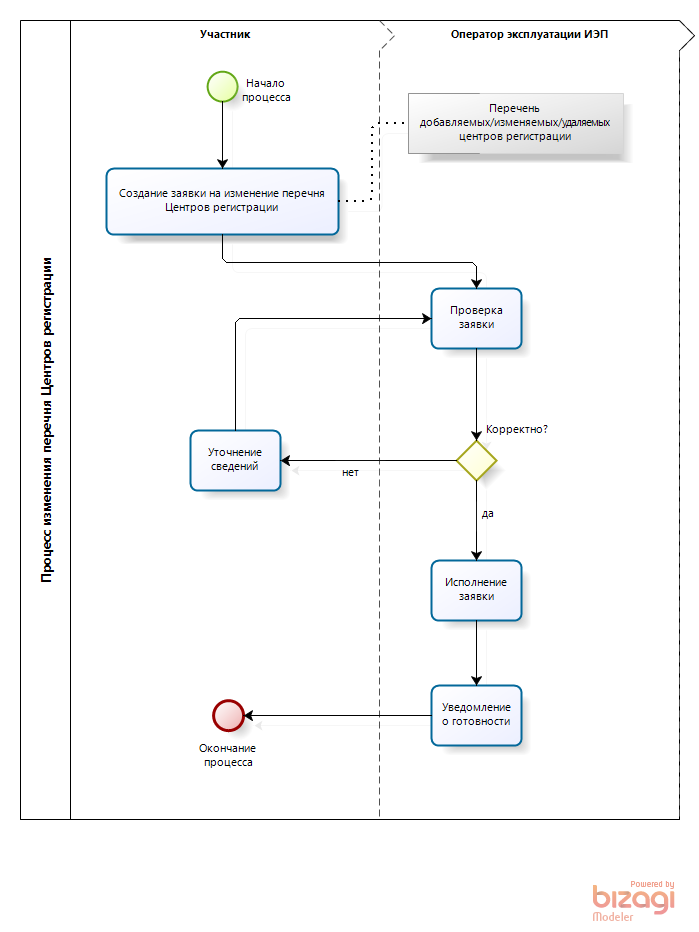 Процесс изменения перечня Центров регистрации
Участник
Оператор эксплуатации ИЭП
Начало
процесса
Перечень
добавляемых/изменяемых/удаляемых
центров регистрации
Создание заявки на изменение перечня
Центров регистрации
Проверка
заявки
Корректно?
Уточнение
сведений
нет
да
Исполнение
заявки
Уведомление
о готовности
Окончание
процесса
Powered by
bizagi
Modeler